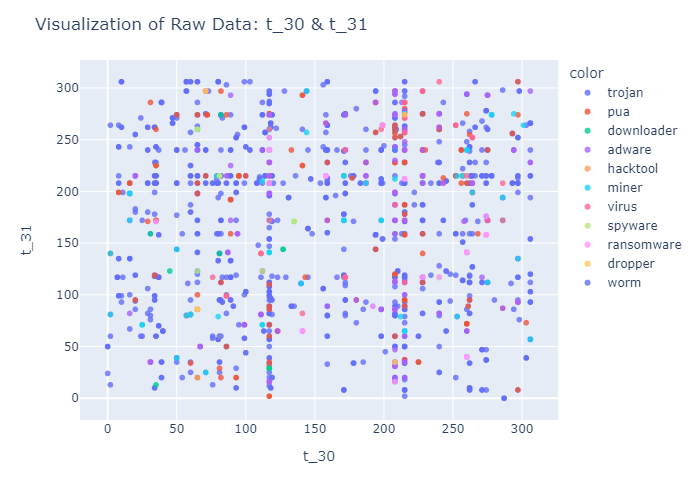 Visualization of Raw Data: t_30 & t_31
color
trojan
pua
downloader
adware
hacktool
miner
virus
spyware
ransomware
dropper
worm
t_31
300
250
200
150
100
50
0
0 50 100 150 200 250 300
t_30